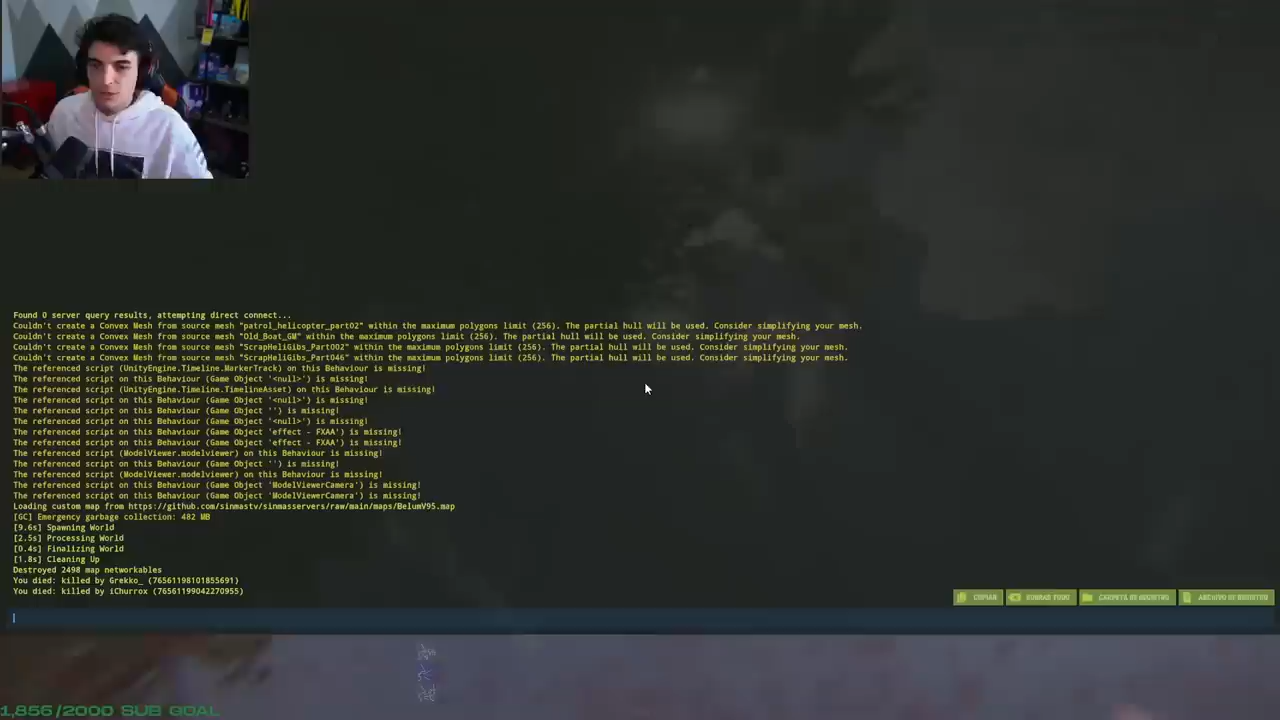 Found 0 server query results, attempting direct connect...
Couldn't create a Convex Mesh from source mesh "patrol_helicopter_part02" within the maximum polygons limit (256). The partial hull will be used. Consider simplifying your mesh.
Couldn't create a Convex Mesh from source mesh "Old_Boat_GM" within the maximum polygons limit (256). The partial hull will be used. Consider simplifying your mesh.
Couldn't create a Convex Mesh from source mesh "ScrapHeliGibs_Part002" within the maximum polygons limit (256). The partial hull will be used. Consider simplifying your mesh.
Couldn't create a Convex Mesh from source mesh "ScrapHeliGibs_Part046" within the maximum polygons limit (256). The partial hull will be used. Consider simplifying your mesh.
The referenced script (UnityEngine.Timeline.MarkerTrack) on this Behaviour is missing!
The referenced script on this Behaviour (Game Object '<null>') is missing!
The referenced script (UnityEngine.Timeline.TimelineAsset) on this Behaviour is missing!
The referenced script on this Behaviour (Game Object '<null>') is missing!
The referenced script on this Behaviour (Game Object '') is missing!
The referenced script on this Behaviour (Game Object '<null>') is missing!
The referenced script on this Behaviour (Game Object 'effect - FXAA') is missing!
The referenced script on this Behaviour (Game Object 'effect - FXAA') is missing!
The referenced script (ModelViewer.modelviewer) on this Behaviour is missing!
The referenced script on this Behaviour (Game Object '') is missing!
The referenced script (ModelViewer.modelviewer) on this Behaviour is missing!
The referenced script on this Behaviour (Game Object 'ModelViewerCamera') is missing!
The referenced script on this Behaviour (Game Object 'ModelViewerCamera') is missing!
Loading custom map from https://github.com/sinmastv/sinmasservers/raw/main/maps/BelumV95.map
[GC] Emergency garbage collection: 482 MB
[9.6s] Spawning World
[2.5s] Processing World
[0.4s] Finalizing World
[1.8s] Cleaning Up
Destroyed 2498 map networkables
You died: killed by Grekko_ (76561198101855691)
You died: killed by iChurrox (76561199042270955)
COPIAR
BORRAR TODO
CARPETA DE REGISTRO
ARCHIVO DE REGISTRO
1,856/2000 SUB GOAL